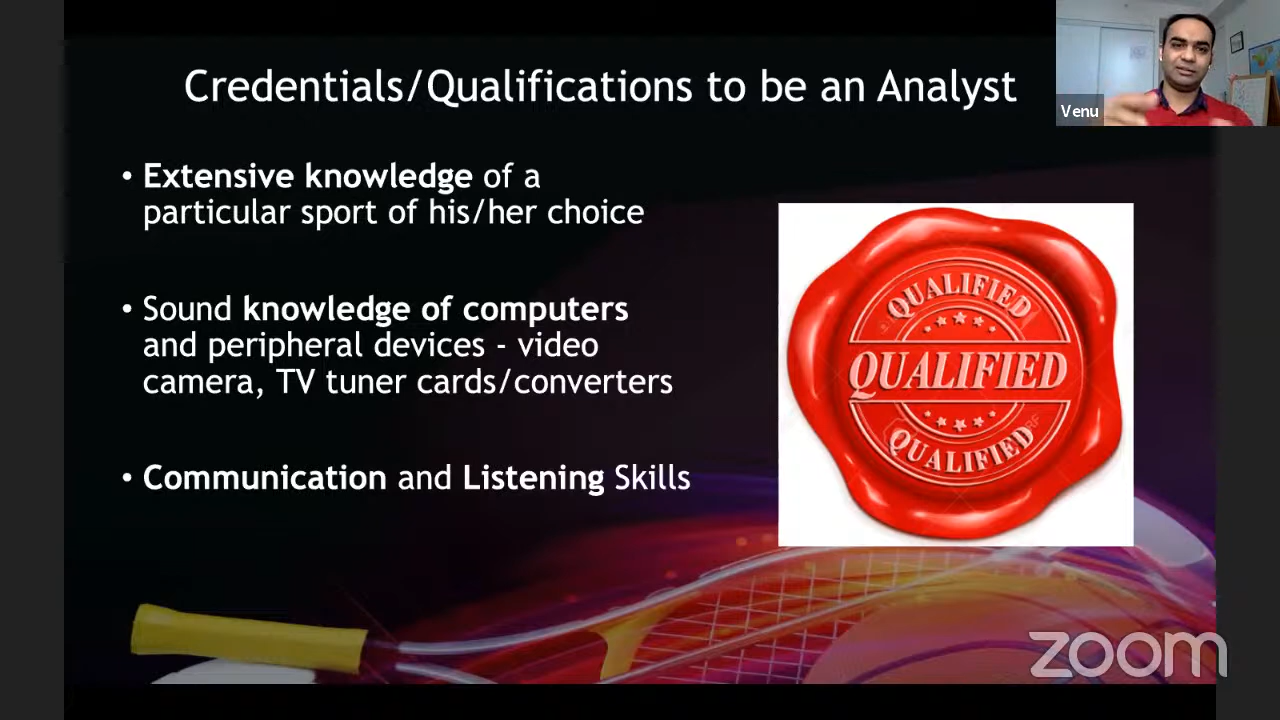 Credentials/Qualifications to be an Analyst
Venu
• Extensive knowledge of a
particular sport of his/her choice
• Sound knowledge of computers
and peripheral devices - video
camera, TV tuner cards/converters
• Communication and Listening Skills
QUALIFIED
QUALIFIED
QUALIFIED
zoom